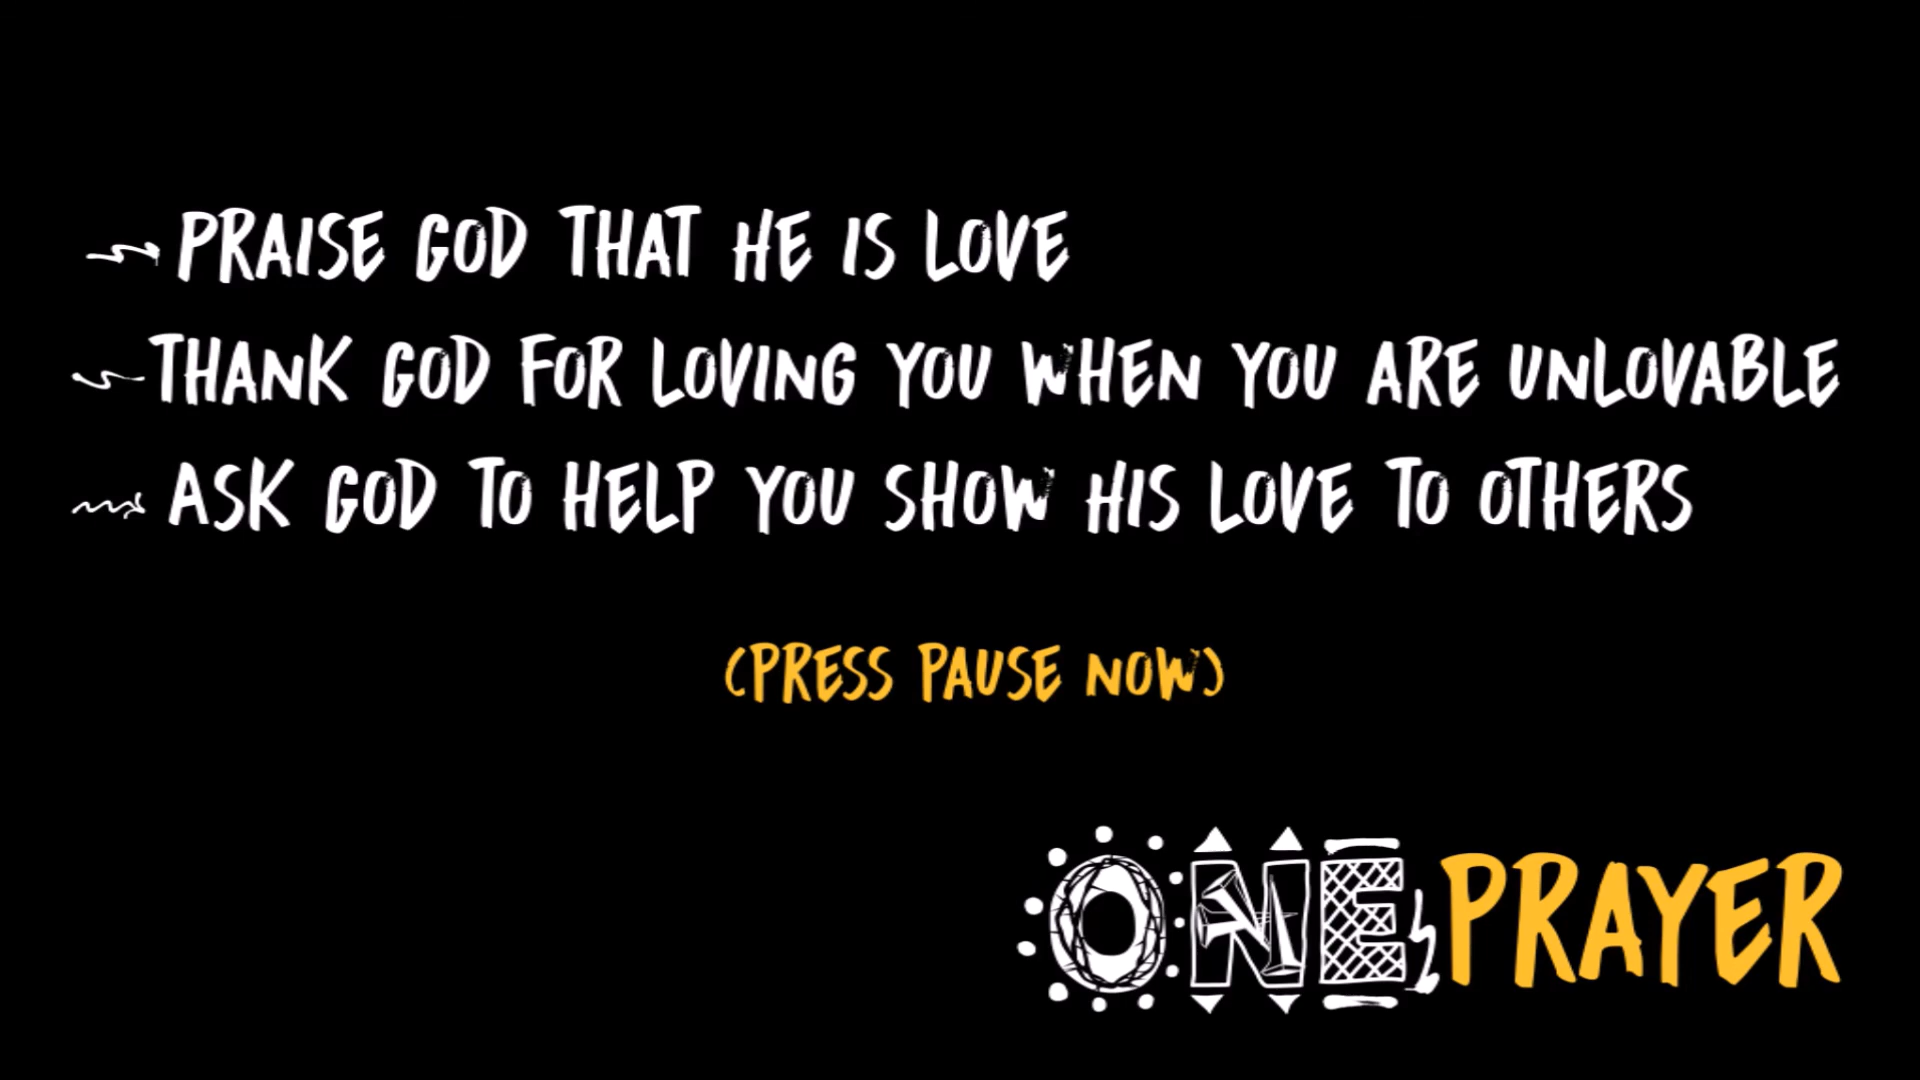 PRAISE GOD THAT HE IS LOVE
THANK GOD FOR LOVING YOU WHEN YOU ARE UNLOVABLE
ASK GOD TO HELP YOU SHOW HIS LOVE TO OTHERS
(PRESS PAUSE NOW)
ONE PRAYER